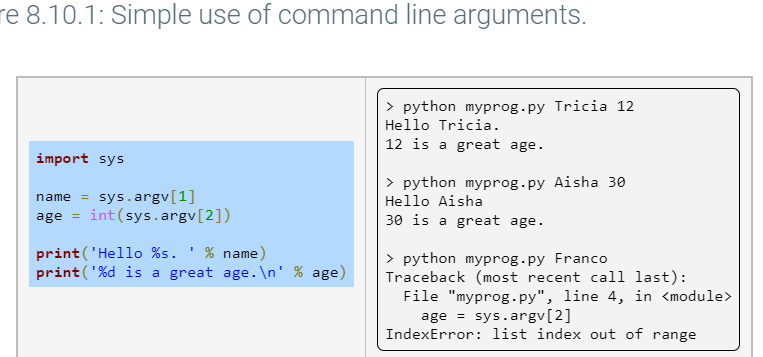 re 8.10.1: Simple use of command line arguments.
import sys
name = sys.argv[1]
age = int(sys.argv[2])
print('Hello %s. ' % name)
print('%d is a great age.\n' % age)
> python myprog.py Tricia 12
Hello Tricia.
12 is a great age.
> python myprog.py Aisha 30
Hello Aisha
30 is a great age.
> python myprog.py Franco
Traceback (most recent call last):
File "myprog.py", line 4, in <module>
age = sys.argv[2]
IndexError: list index out of range